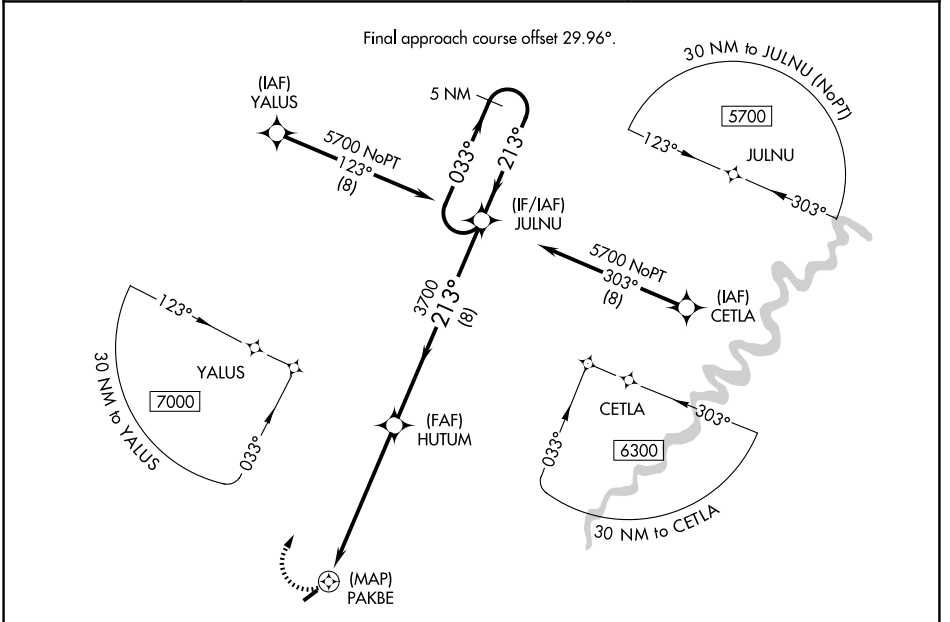 Final approach course offset 29.96°.
(IAF)
YALUS
5700 NoPT
123°
(8)
5 NM
033°
213°
(IF/IAF)
JULNU
30 NM to JULNU (NoPT)
5700
123°
JULNU
303°
5700 NoPT
303°
(8)
(IAF)
CETLA
3700
213°
(8)
123°
YALUS
7000
30 NM to YALUS
033°
(FAF)
HUTUM
CETLA
303°
033°
6300
30 NM to CETLA
(MAP)
PAKBE